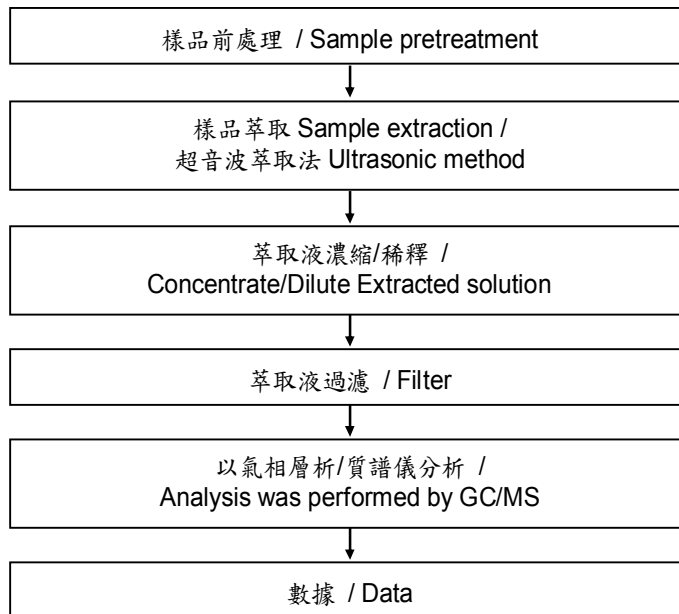 樣品前處理 / Sample pretreatment
樣品萃取 Sample extraction /
超音波萃取法 Ultrasonic method
萃取液濃縮/稀釋 /
Concentrate/Dilute Extracted solution
萃取液過濾 / Filter
以氣相層析/質譜儀分析 /
Analysis was performed by GC/MS
數據 / Data